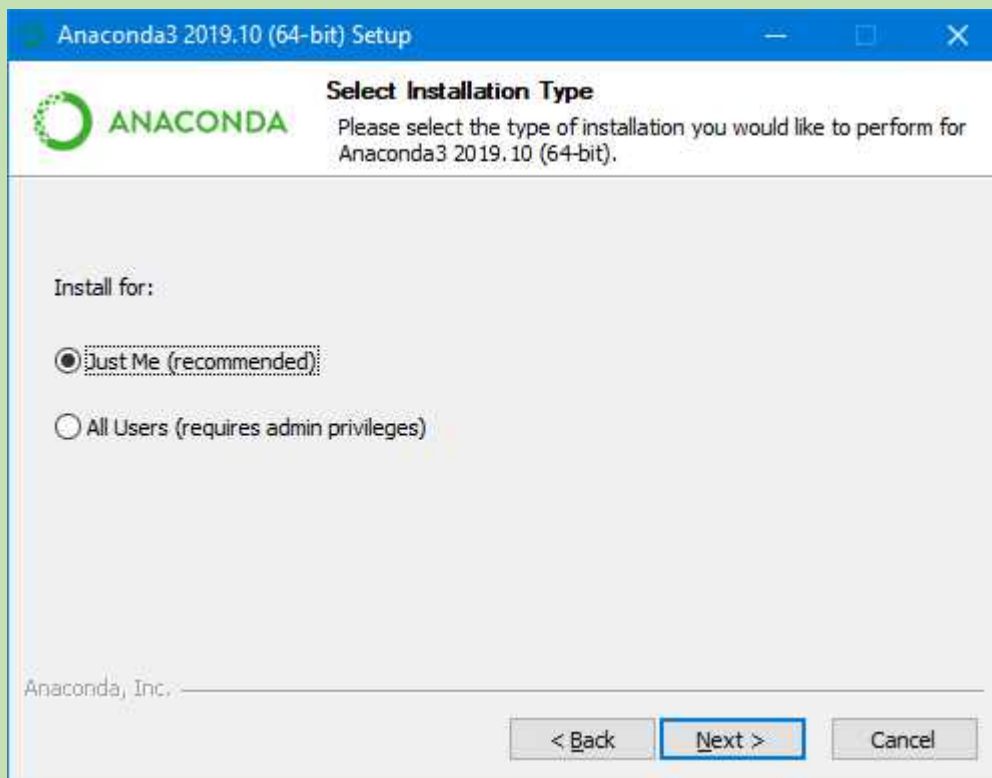 Anaconda3 2019.10 (64-bit) Setup
ANACONDA
Select Installation Type
Please select the type of installation you would like to perform for
Anaconda3 2019.10 (64-bit).
Install for:
Just Me (recommended)
All Users (requires admin privileges)
Anaconda, Inc.
< Back
Next >
Cancel